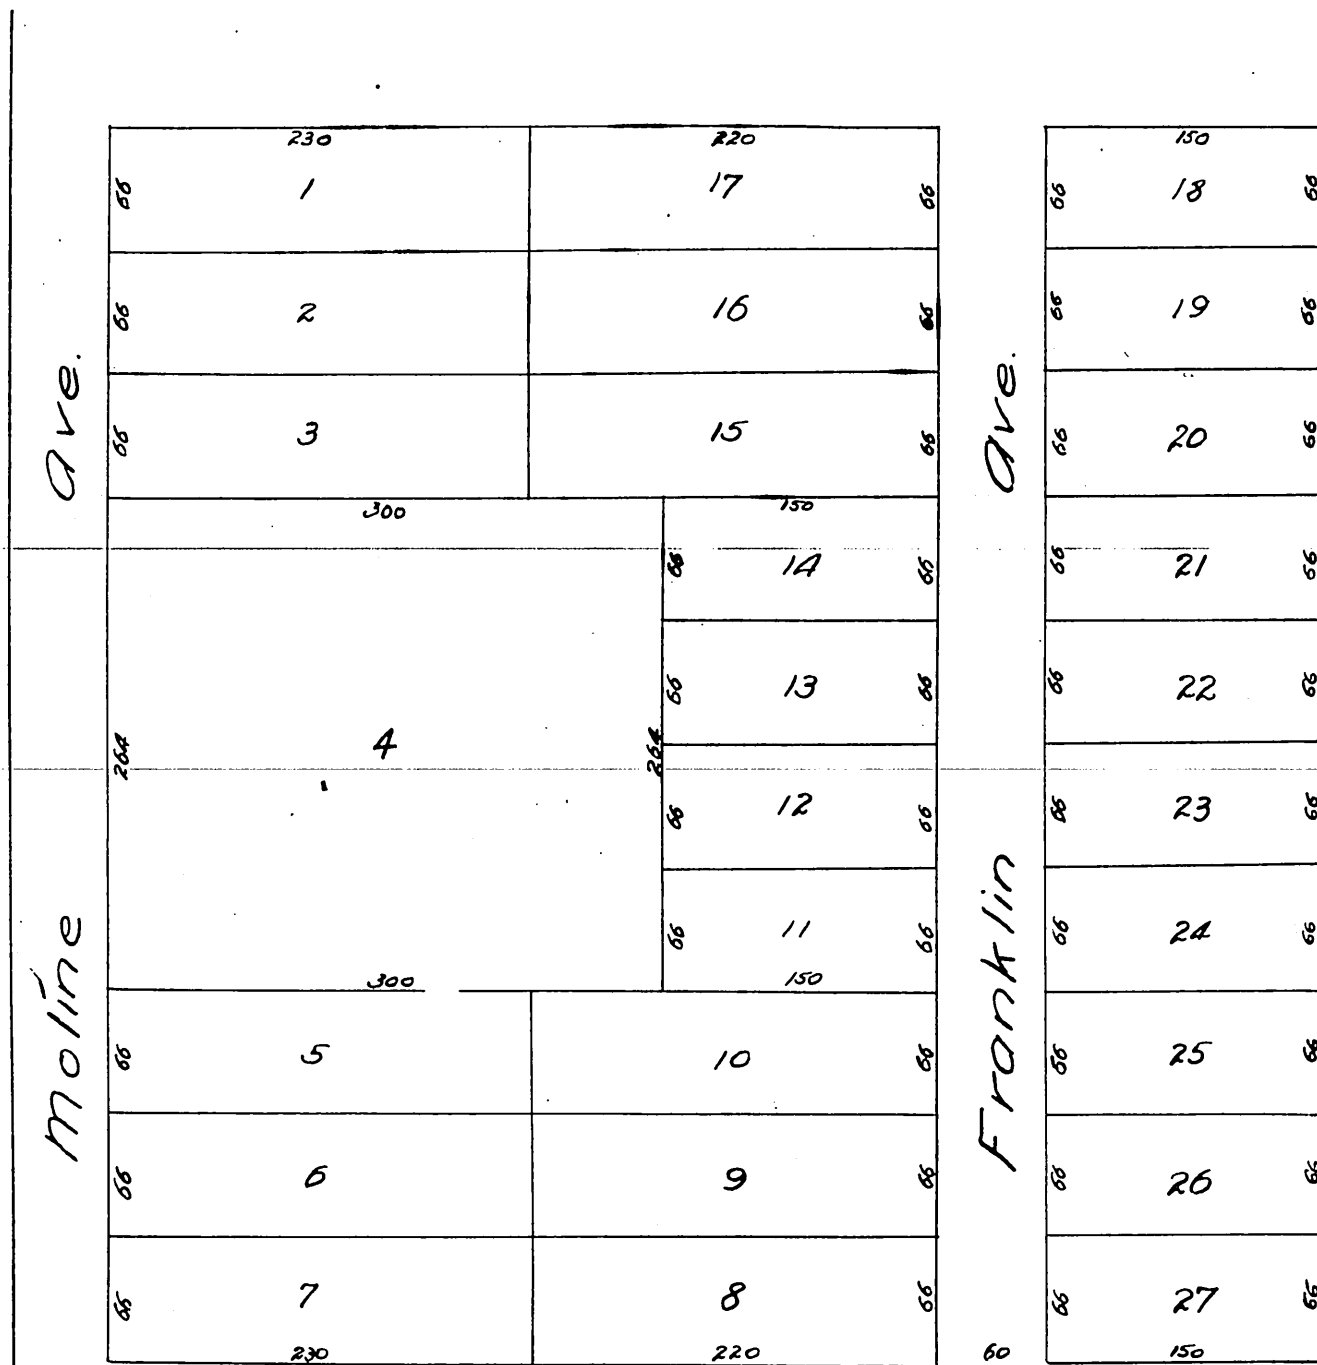 230 220 150
66 1 17 66 66 18 66
66 2 16 66 66 19 66
Ave. Ave.
66 3 15 66 66 20 66
300 150
66 14 66 66 21 66
66 13 66 66 22 66
264 4 264
66 12 66 66 23 66
Moline Franklin
66 11 66 66 24 66
300 150
66 5 10 66 66 25 66
66 6 9 66 66 26 66
66 7 8 66 66 27 66
230 220 60 150